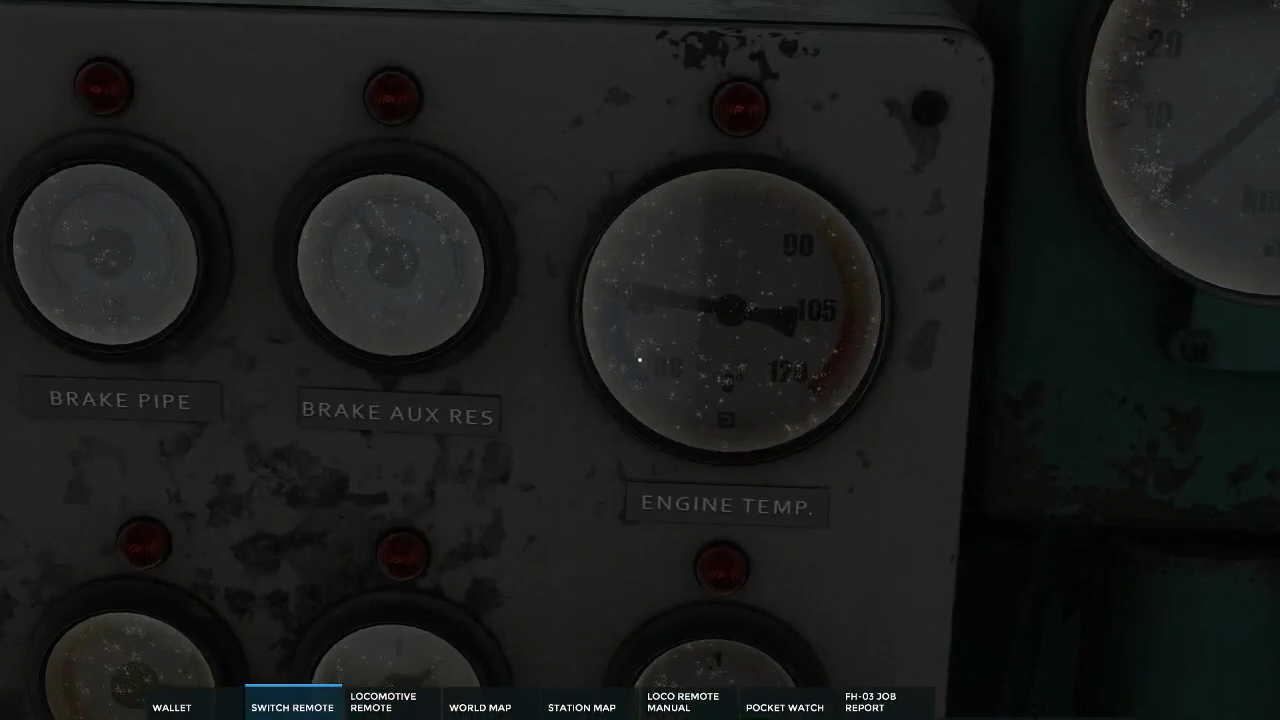 20
10
90
105
120
BRAKE PIPE
BRAKE AUX RES
ENGINE TEMP.
WALLET
SWITCH REMOTE
LOCOMOTIVE
REMOTE
WORLD MAP
STATION MAP
LOCO REMOTE
MANUAL
POCKET WATCH
FH-03 JOB
REPORT